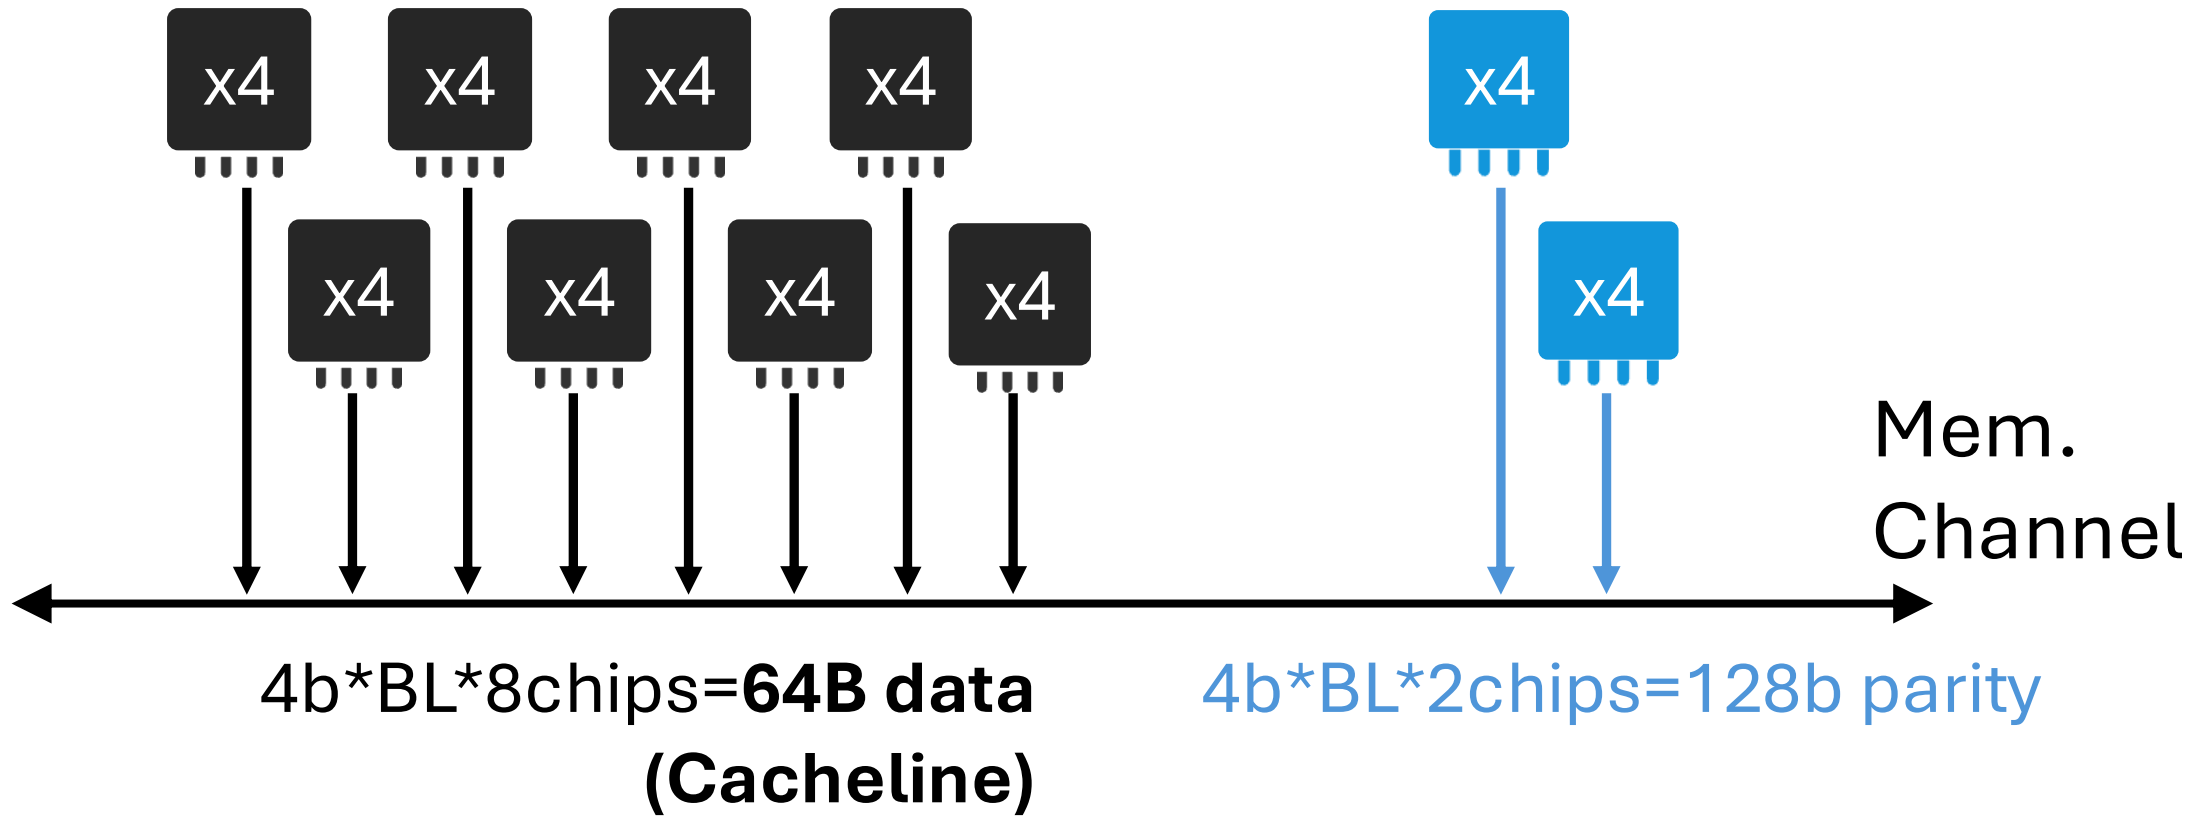 x4 x4 x4 x4 x4
x4 x4 x4 x4 x4
Mem.
Channel
4b*BL*8chips=64B data 4b*BL*2chips=128b parity
(Cacheline)